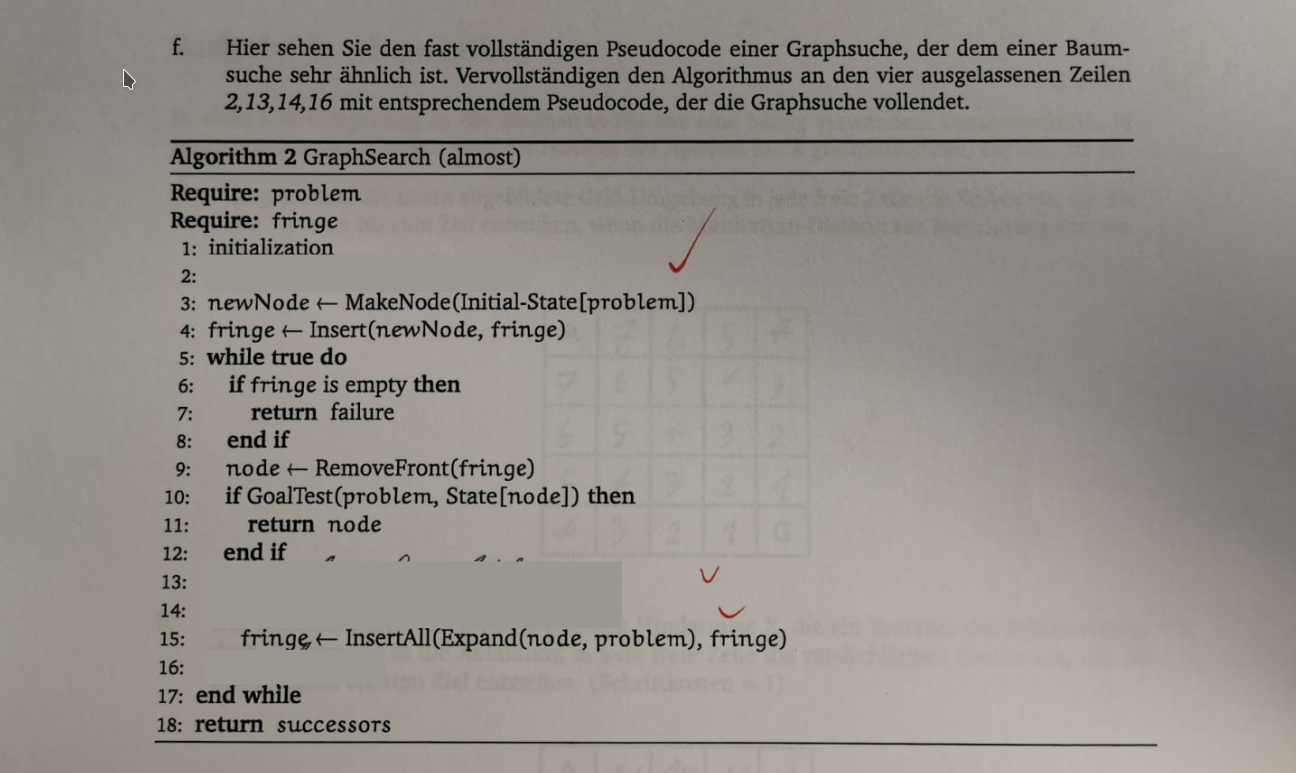 f. Hier sehen Sie den fast vollständigen Pseudocode einer Graphsuche, der dem einer Baum-
suche sehr ähnlich ist. Vervollständigen den Algorithmus an den vier ausgelassenen Zeilen
2,13,14,16 mit entsprechendem Pseudocode, der die Graphsuche vollendet.
Algorithm 2 GraphSearch (almost)
Require: problem
Require: fringe
1: initialization
2:
3: newNode ← MakeNode(Initial-State[problem])
4: fringe ← Insert(newNode, fringe)
5: while true do
6: if fringe is empty then
7: return failure
8: end if
9: node ← RemoveFront(fringe)
10: if GoalTest(problem, State[node]) then
11: return node
12: end if
13:
14:
15: fringe ← InsertAll(Expand(node, problem), fringe)
16:
17: end while
18: return successors